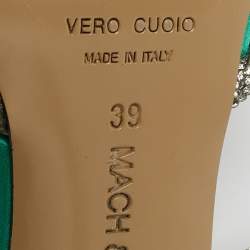 VERO CUOIO
MADE IN ITALY
39
MACH &